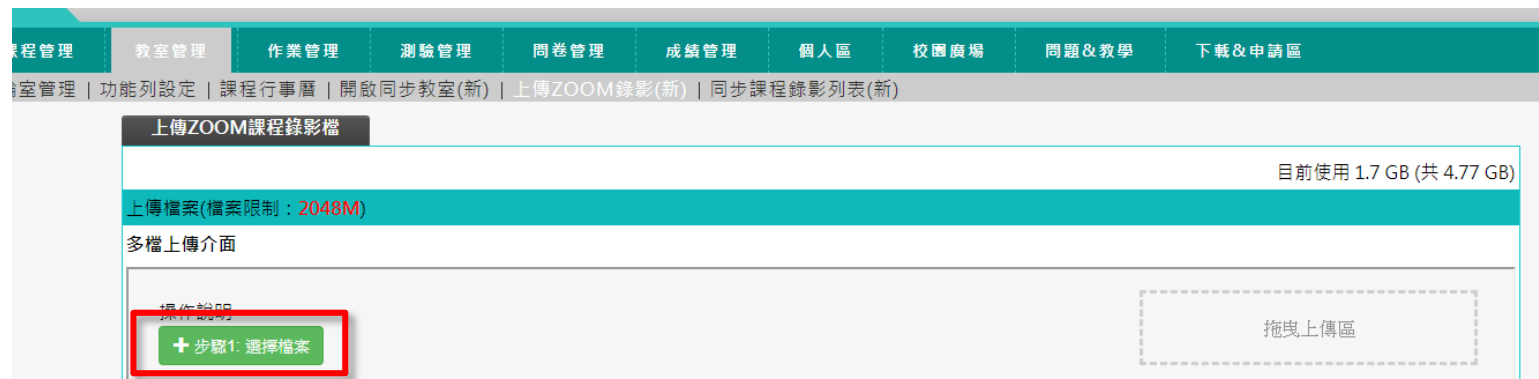 程管理 教室管理 作業管理 測驗管理 問卷管理 成績管理 個人區 校園廣場 問題&教學 下載&申請區
室管理 | 功能列設定 | 課程行事曆 | 開啟同步教室(新) | 上傳ZOOM錄影(新) | 同步課程錄影列表(新)
上傳ZOOM課程錄影檔
目前使用 1.7 GB (共 4.77 GB)
上傳檔案(檔案限制：2048M)
多檔上傳介面
操作說明
+ 步驟1: 選擇檔案
拖曳上傳區